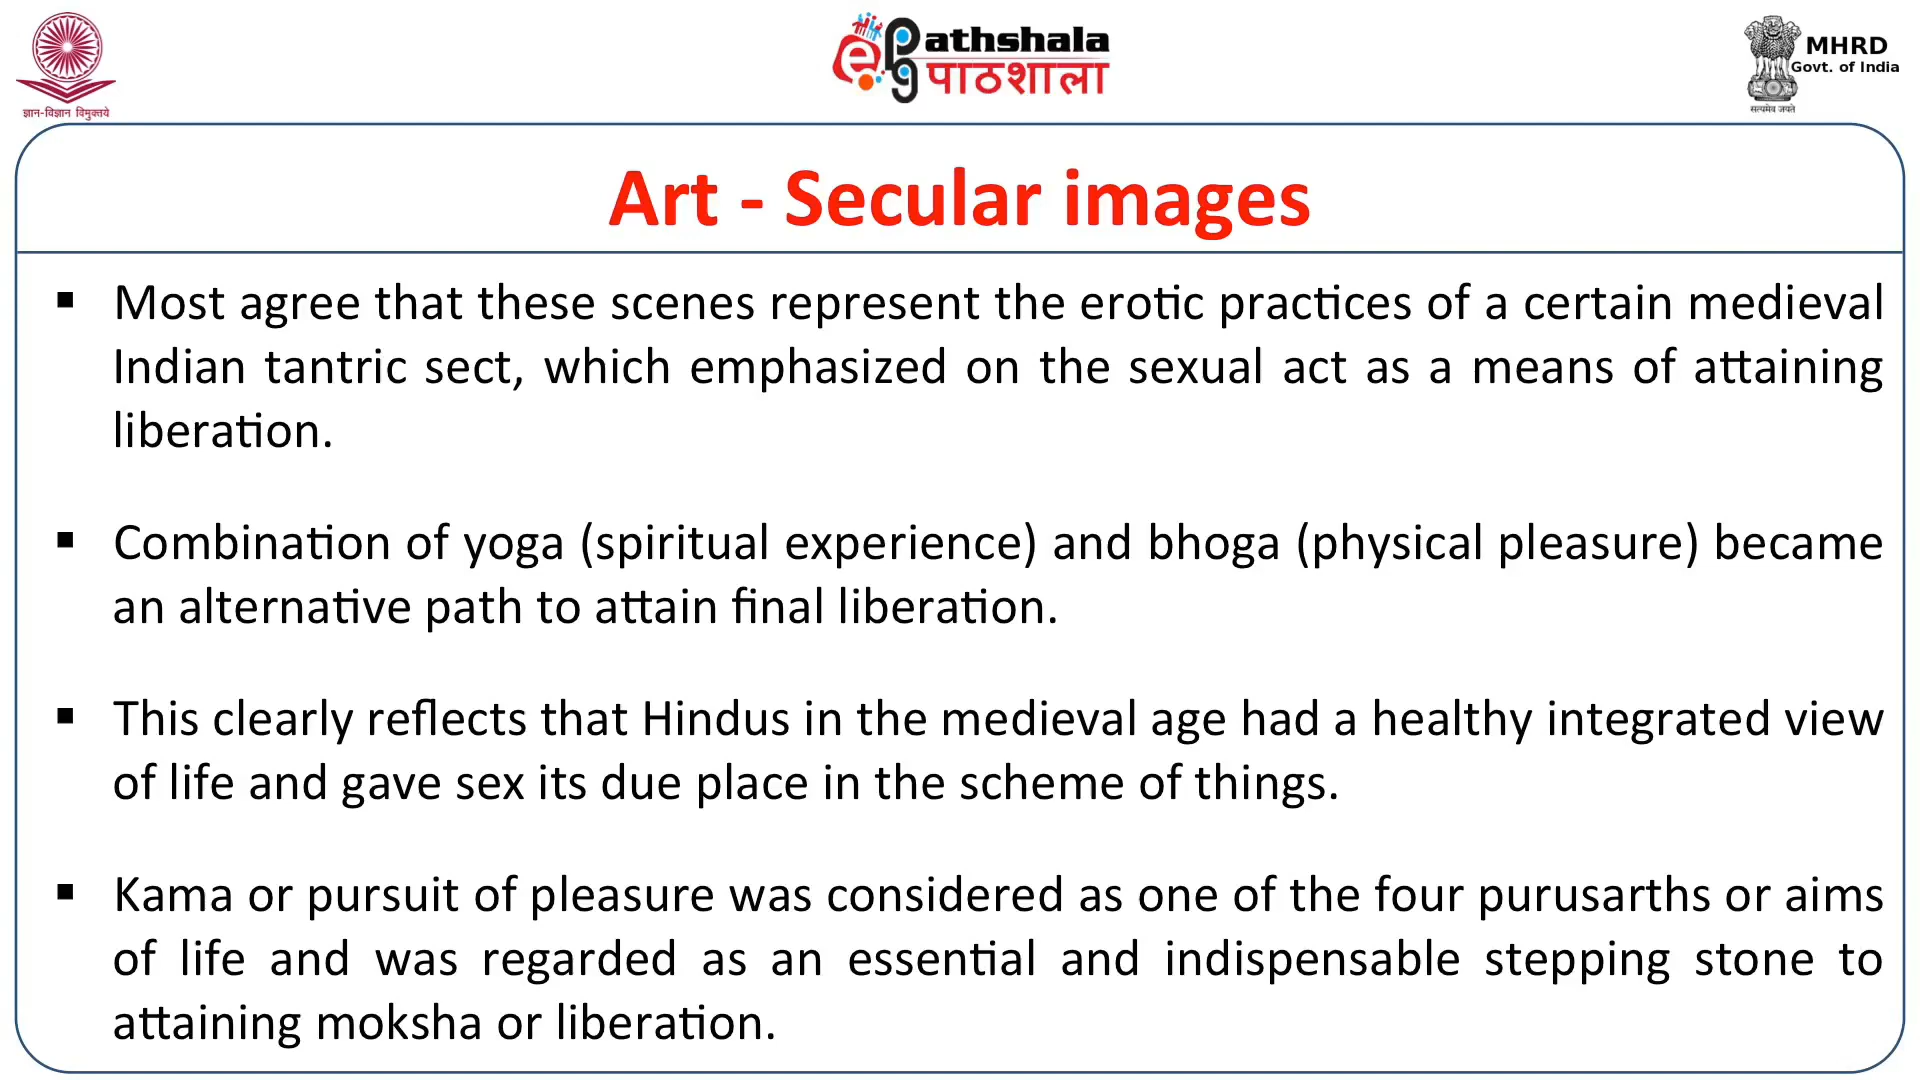 ज्ञान-विज्ञान विमुक्तये
ePathshala
पाठशाला
MHRD
Govt. of India
सत्यमेव जयते
Art - Secular images
▪ Most agree that these scenes represent the erotic practices of a certain medieval
Indian tantric sect, which emphasized on the sexual act as a means of attaining
liberation.
▪ Combination of yoga (spiritual experience) and bhoga (physical pleasure) became
an alternative path to attain final liberation.
▪ This clearly reflects that Hindus in the medieval age had a healthy integrated view
of life and gave sex its due place in the scheme of things.
▪ Kama or pursuit of pleasure was considered as one of the four purusarths or aims
of life and was regarded as an essential and indispensable stepping stone to
attaining moksha or liberation.